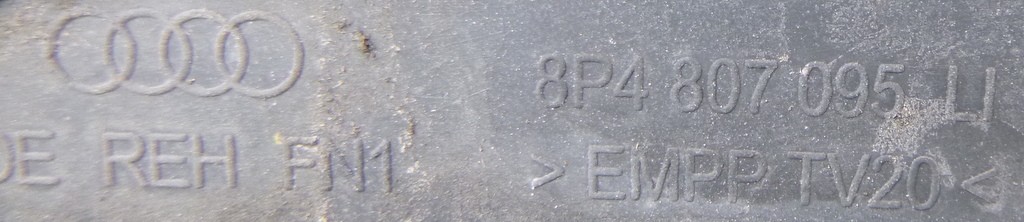 8P4 807 095 LI
DE REH FN1 > EMPP TV20 <